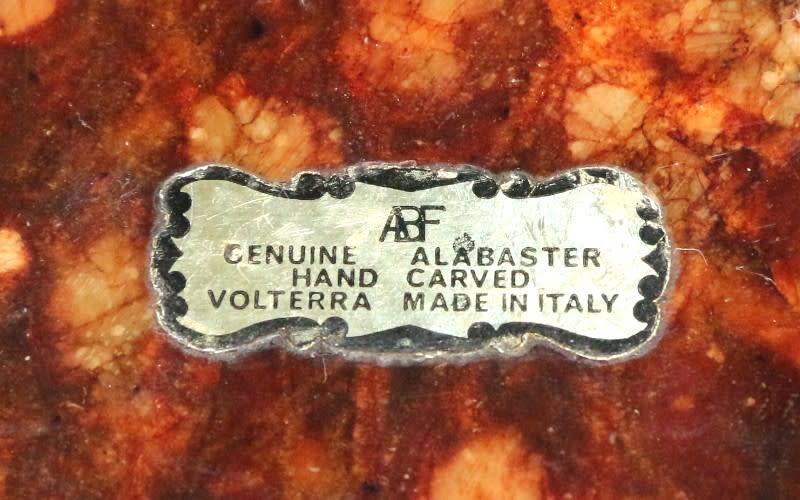 ABF
GENUINE ALABASTER
HAND CARVED
VOLTERRA MADE IN ITALY